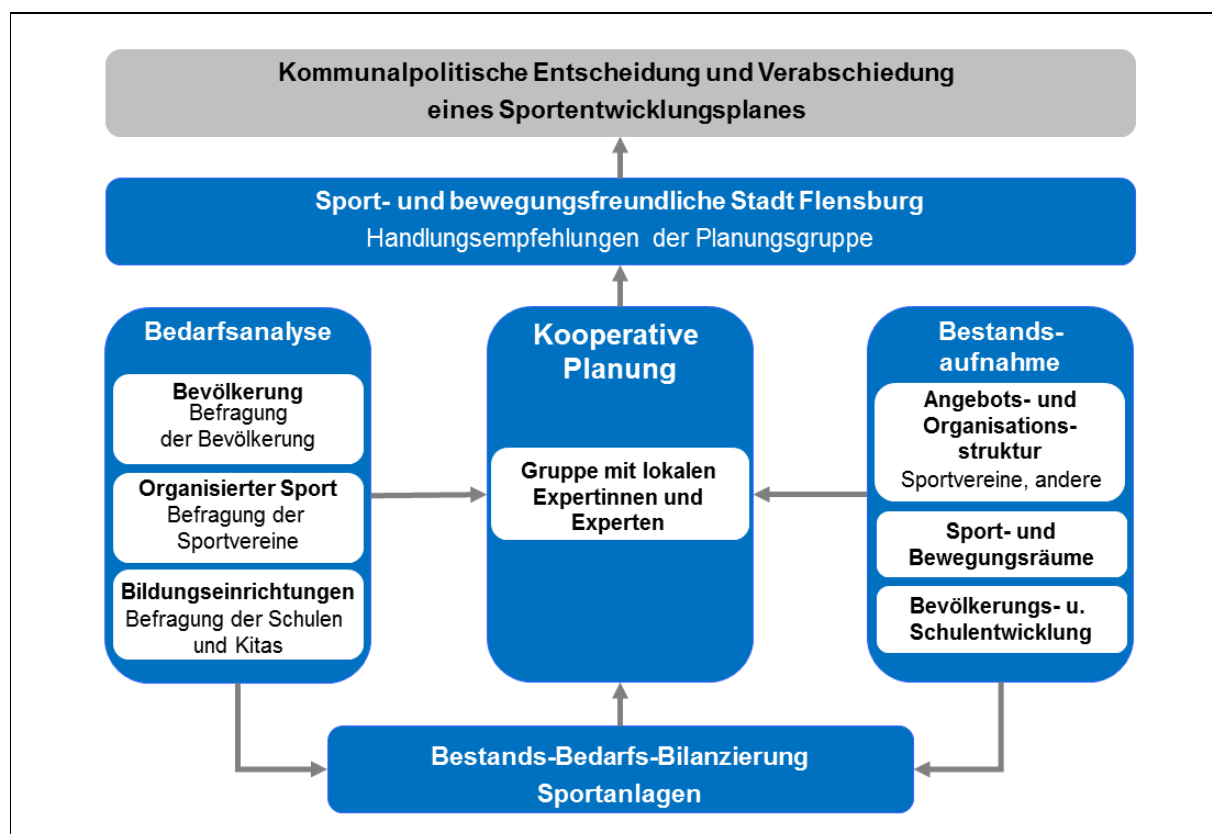 Kommunalpolitische Entscheidung und Verabschiedung
eines Sportentwicklungsplanes
Sport- und bewegungsfreundliche Stadt Flensburg
Handlungsempfehlungen der Planungsgruppe
Bedarfsanalyse
Bevölkerung
Befragung
der Bevölkerung
Organisierter Sport
Befragung der
Sportvereine
Bildungseinrichtungen
Befragung der Schulen
und Kitas
Kooperative
Planung
Gruppe mit lokalen
Expertinnen und
Experten
Bestands-
aufnahme
Angebots- und
Organisations-
struktur
Sportvereine, andere
Sport- und
Bewegungsräume
Bevölkerungs- u.
Schulentwicklung
Bestands-Bedarfs-Bilanzierung
Sportanlagen